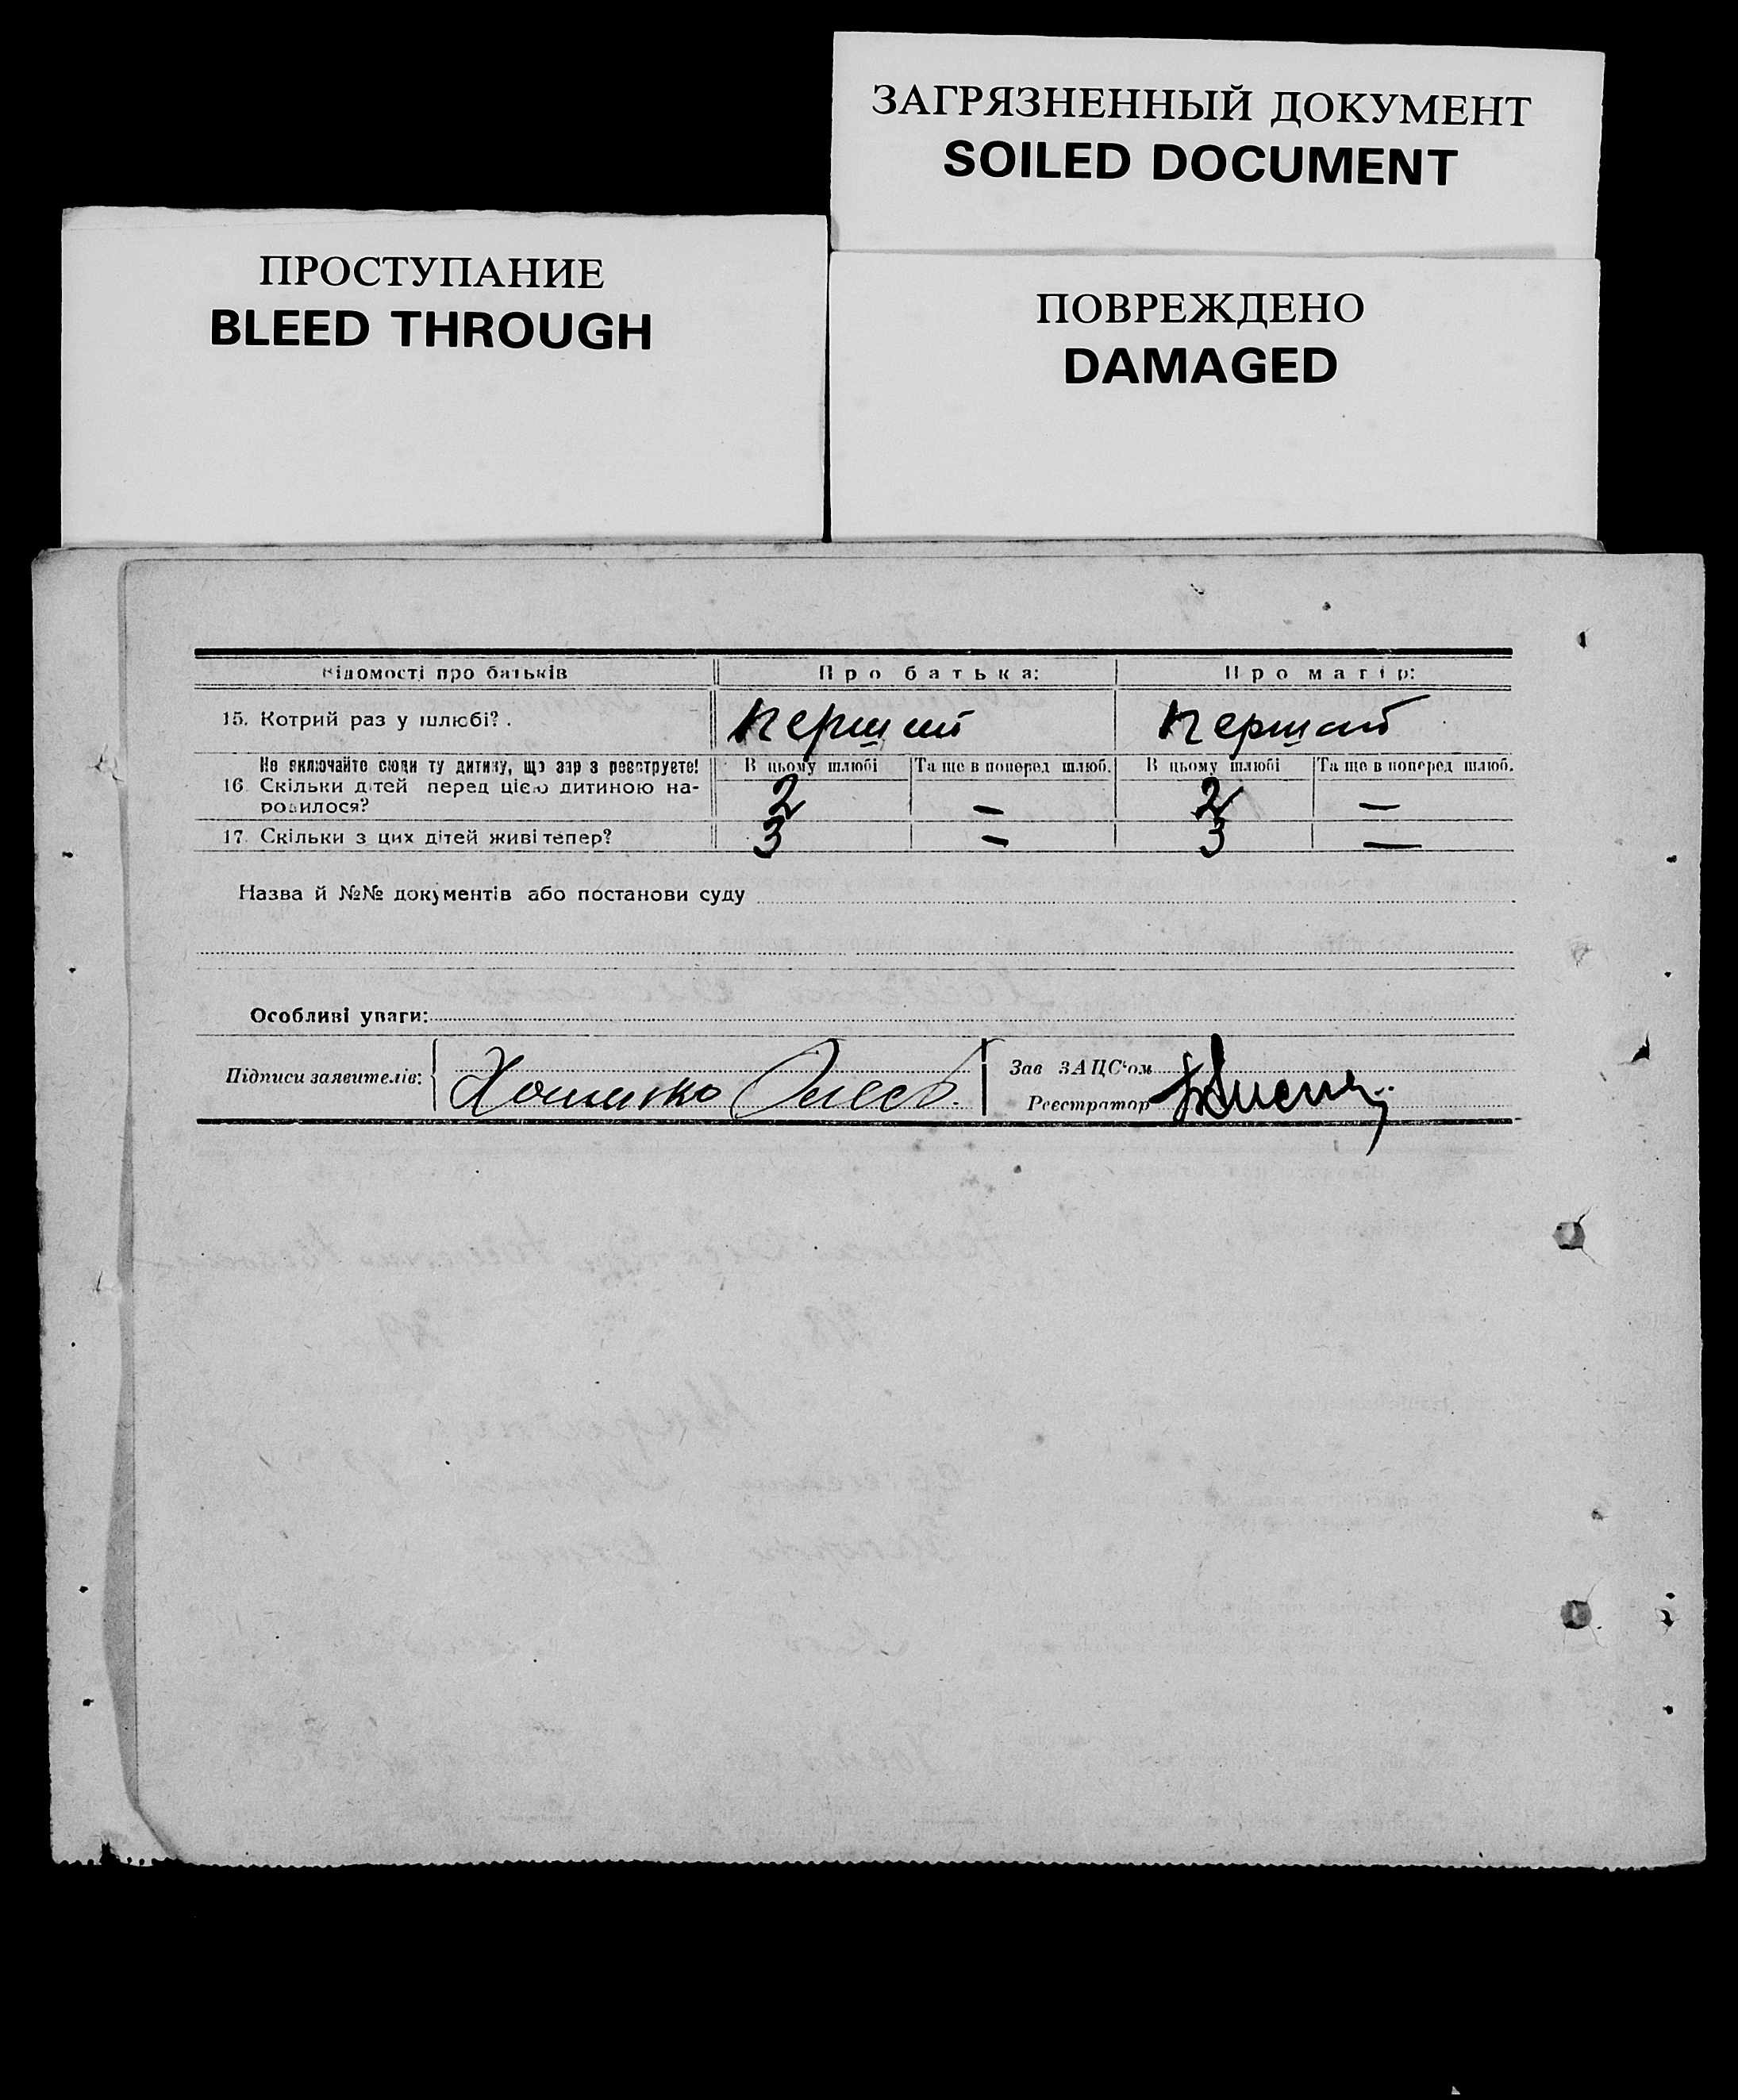 ЗАГРЯЗНЕННЫЙ ДОКУМЕНТ
SOILED DOCUMENT
ПРОСТУПАНИЕ
BLEED THROUGH
ПОВРЕЖДЕНО
DAMAGED
Відомості про батьків Про батька: Про матір:
15. Котрий раз у шлюбі? . перший перший
Не включайте сюди ту дитину, що зараз реєструєте! В цьому шлюбі Та ще в поперед шлюб. В цьому шлюбі Та ще в поперед шлюб.
16 Скільки дітей перед цією дитиною на- 2 — 2 —
родилося?
17. Скільки з цих дітей живі тепер? 3 — 3 —
Назва й №№ документів або постанови суду
Особливі уваги:
Підписи заявителів: Зав ЗАЦС'ом
Реєстратор